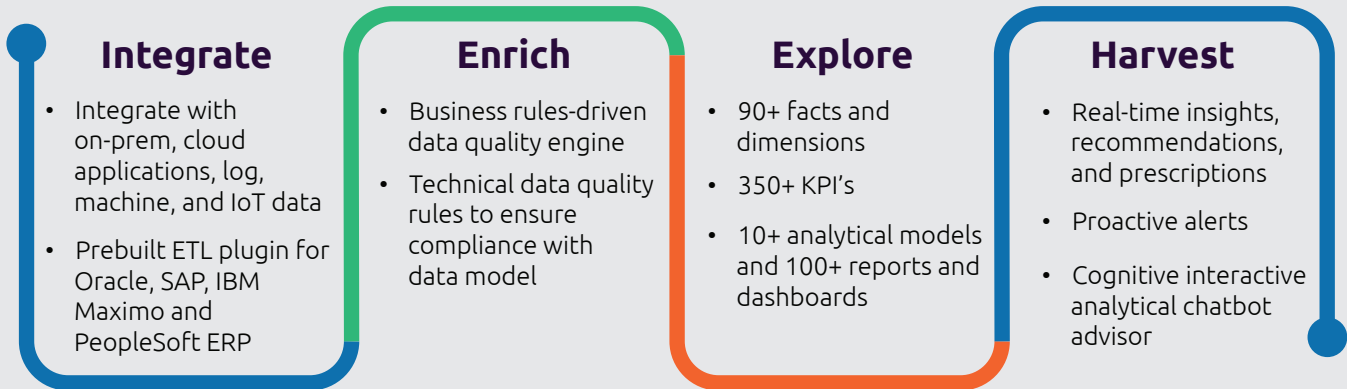 Integrate
• Integrate with
on-prem, cloud
applications, log,
machine, and IoT data
• Prebuilt ETL plugin for
Oracle, SAP, IBM
Maximo and
PeopleSoft ERP
Enrich
• Business rules-driven
data quality engine
• Technical data quality
rules to ensure
compliance with
data model
Explore
• 90+ facts and
dimensions
• 350+ KPI's
• 10+ analytical models
and 100+ reports and
dashboards
Harvest
• Real-time insights,
recommendations,
and prescriptions
• Proactive alerts
• Cognitive interactive
analytical chatbot
advisor